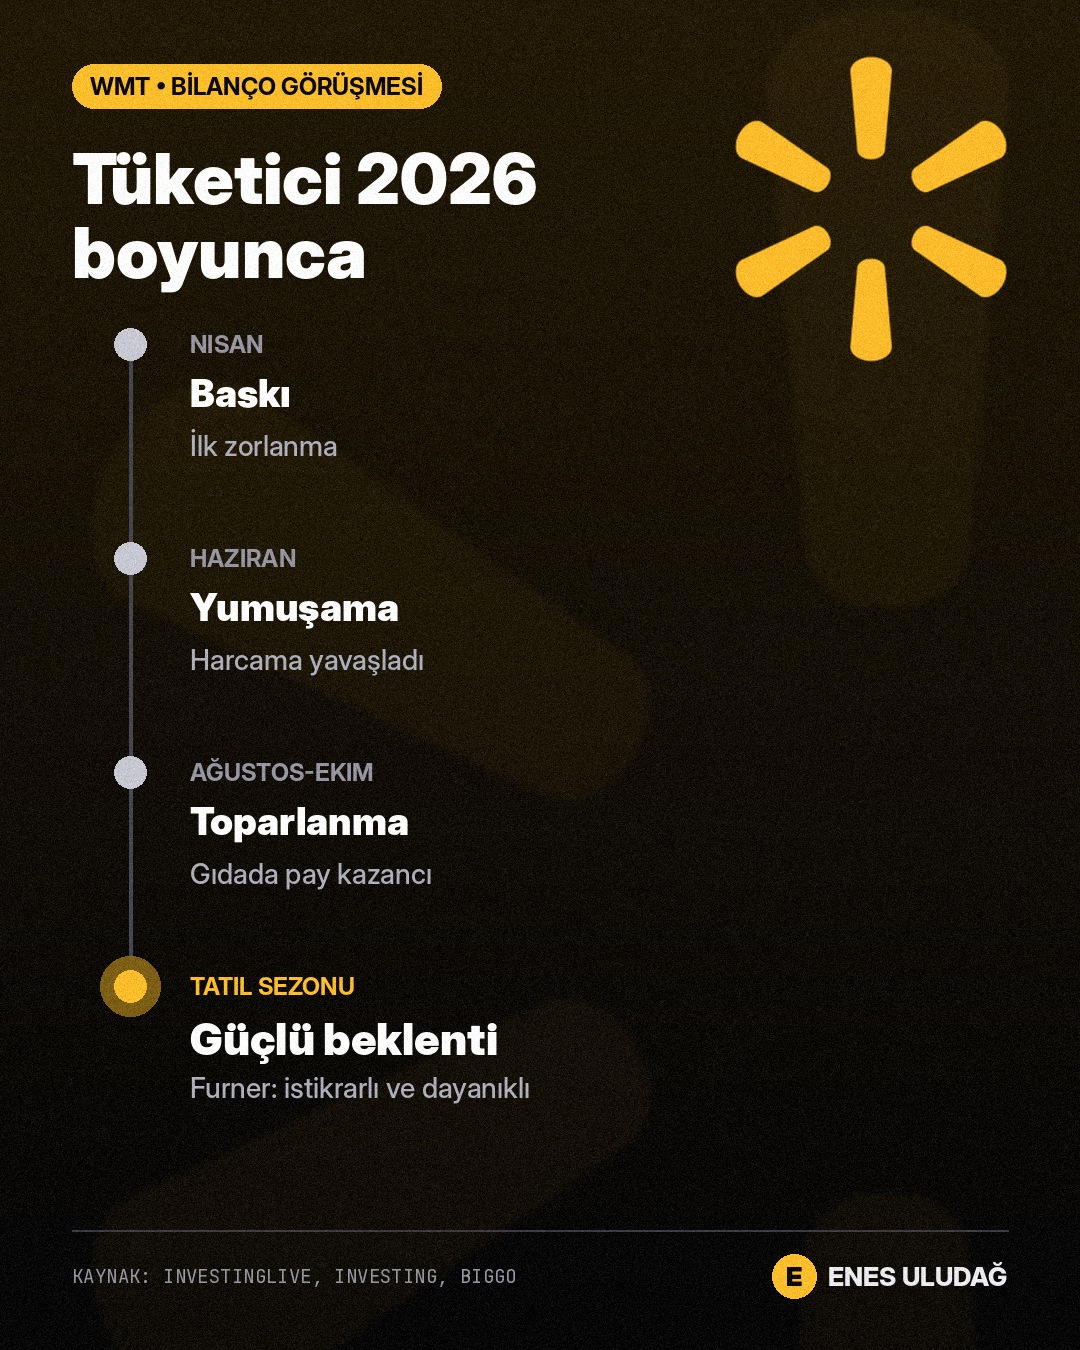 WMT • BİLANÇO GÖRÜŞMESİ
Tüketici 2026
boyunca
NISAN
Baskı
İlk zorlanma
HAZIRAN
Yumuşama
Harcama yavaşladı
AĞUSTOS-EKIM
Toparlanma
Gıdada pay kazancı
TATIL SEZONU
Güçlü beklenti
Furner: istikrarlı ve dayanıklı
KAYNAK: INVESTINGLIVE, INVESTING, BIGGO
E ENES ULUDAĞ